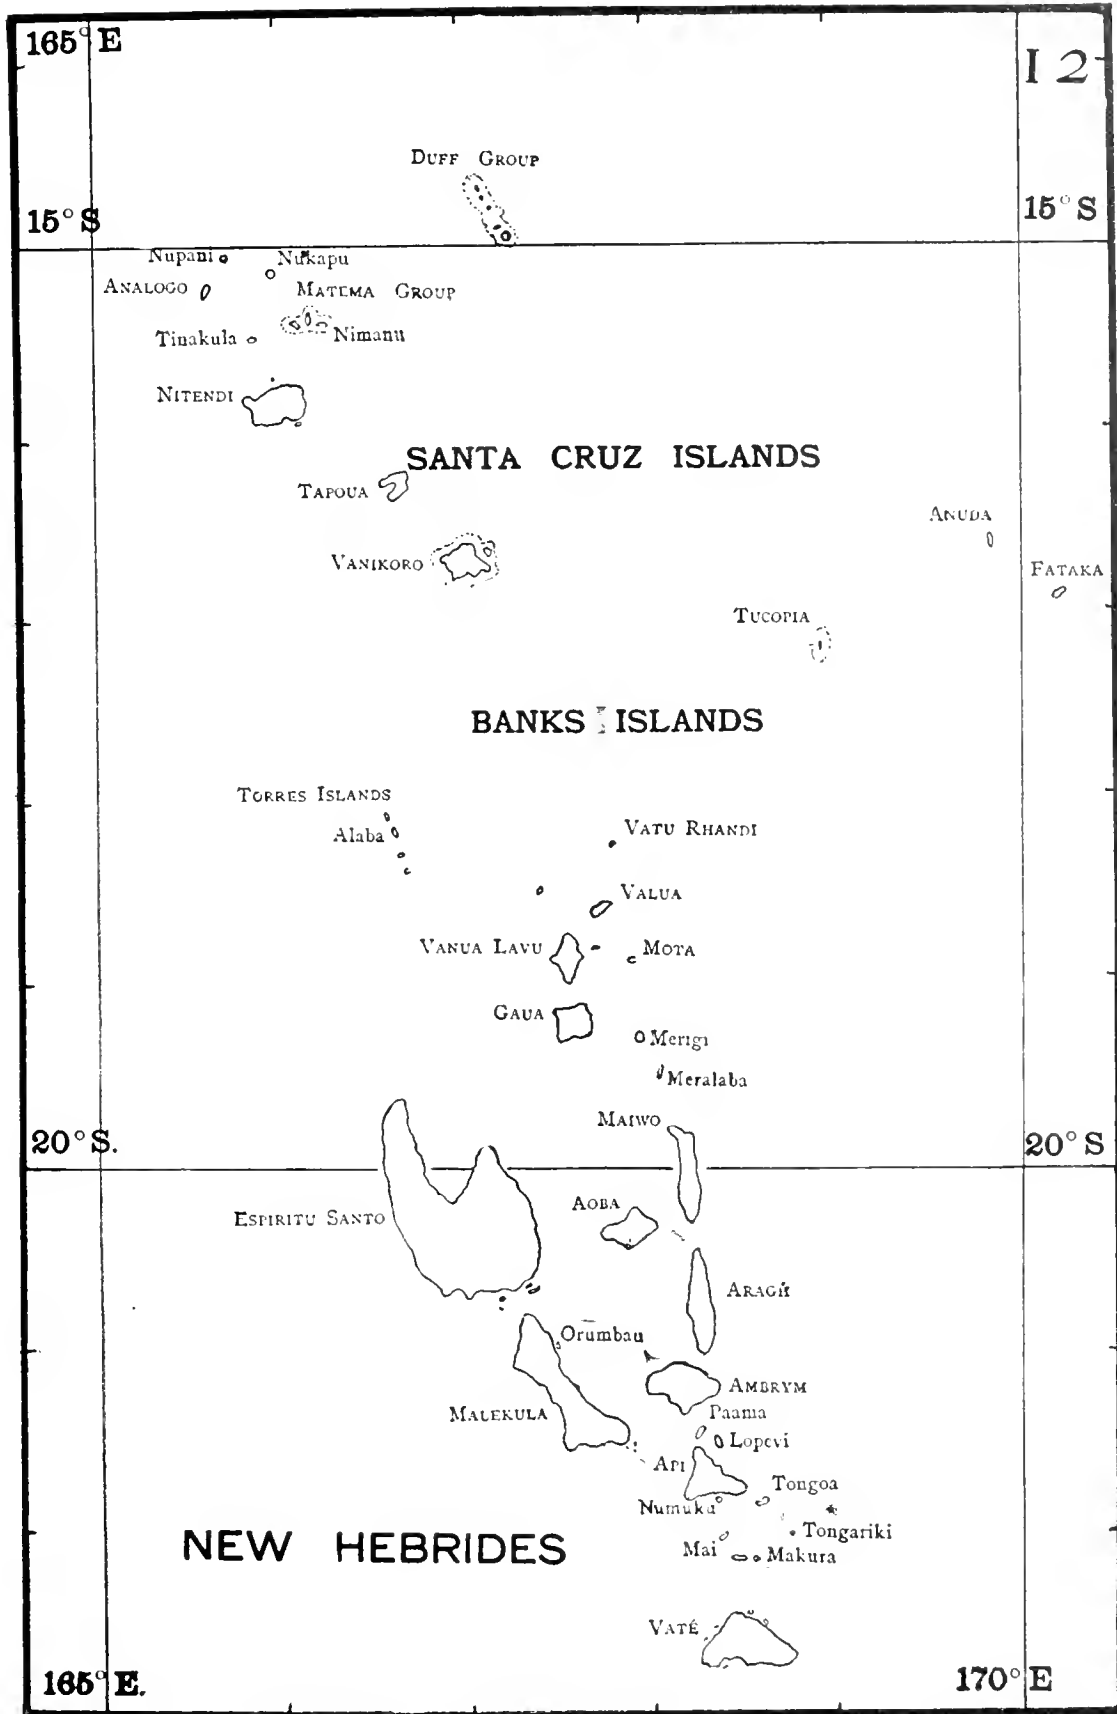 165° E
I 2
DUFF GROUP
15° S
15° S
Nupani
Nukapu
ANALOGO
MATEMA GROUP
Tinakula
Nimanu
NITENDI
SANTA CRUZ ISLANDS
TAPOUA
ANUDA
VANIKORO
FATAKA
TUCOPIA
BANKS ISLANDS
TORRES ISLANDS
Alaba
VATU RHANDI
VALUA
VANUA LAVU
MOTA
GAUA
Merigi
Meralaba
MAIWO
20° S.
20° S
AOBA
ESPIRITU SANTO
ARAGH
Orumbau
AMBRYM
MALEKULA
Paama
Lopevi
API
Tongoa
Numuka
Tongariki
NEW HEBRIDES
Mai
Makura
VATÉ
165° E.
170° E